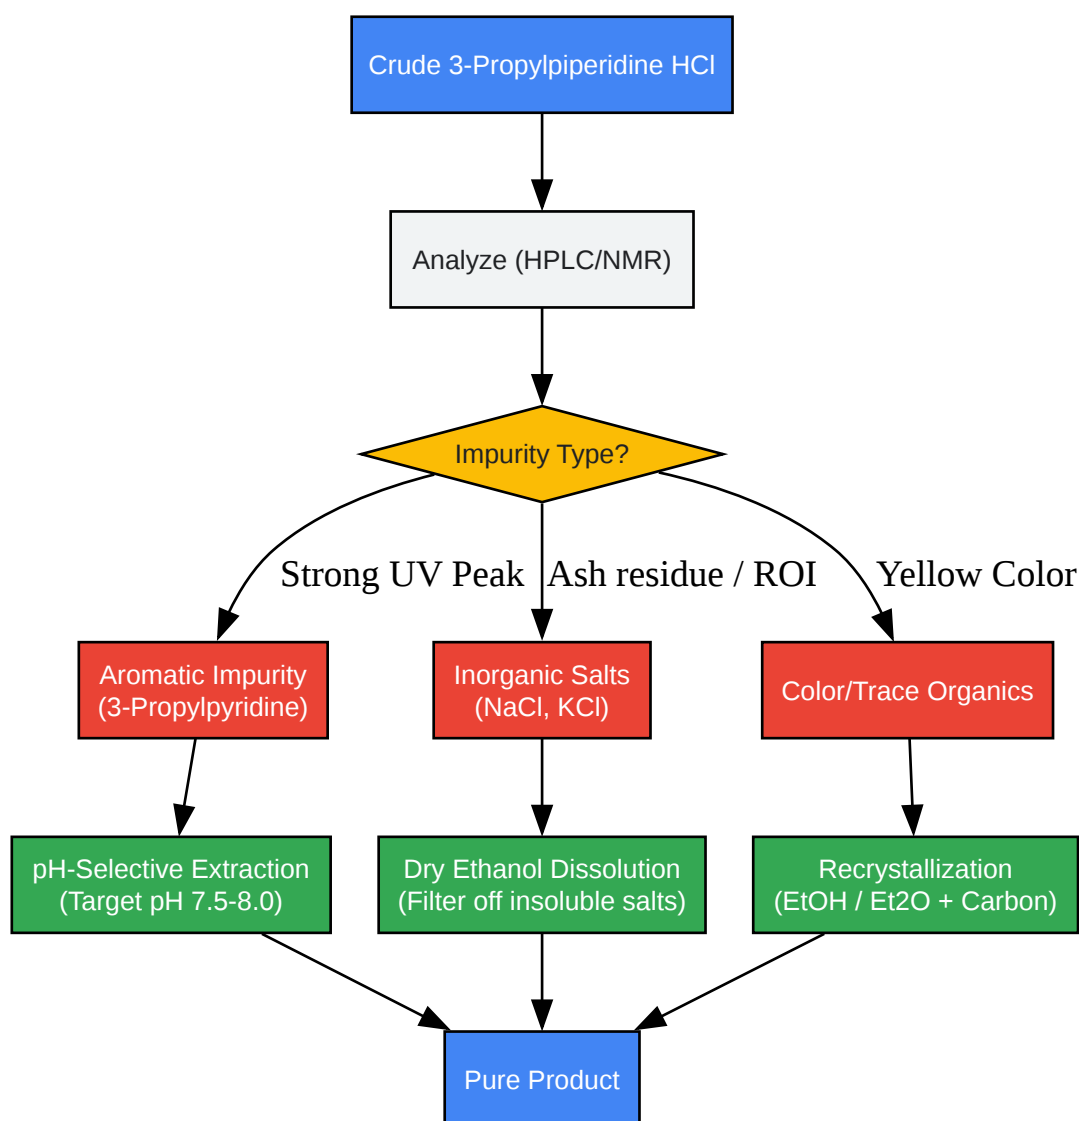 Crude 3-Propylpiperidine HCl
Analyze (HPLC/NMR)
Impurity Type?
Strong UV Peak
Ash residue / ROI
Yellow Color
Aromatic Impurity
(3-Propylpyridine)
Inorganic Salts
(NaCl, KCl)
Color/Trace Organics
pH-Selective Extraction
(Target pH 7.5-8.0)
Dry Ethanol Dissolution
(Filter off insoluble salts)
Recrystallization
(EtOH / Et2O + Carbon)
Pure Product